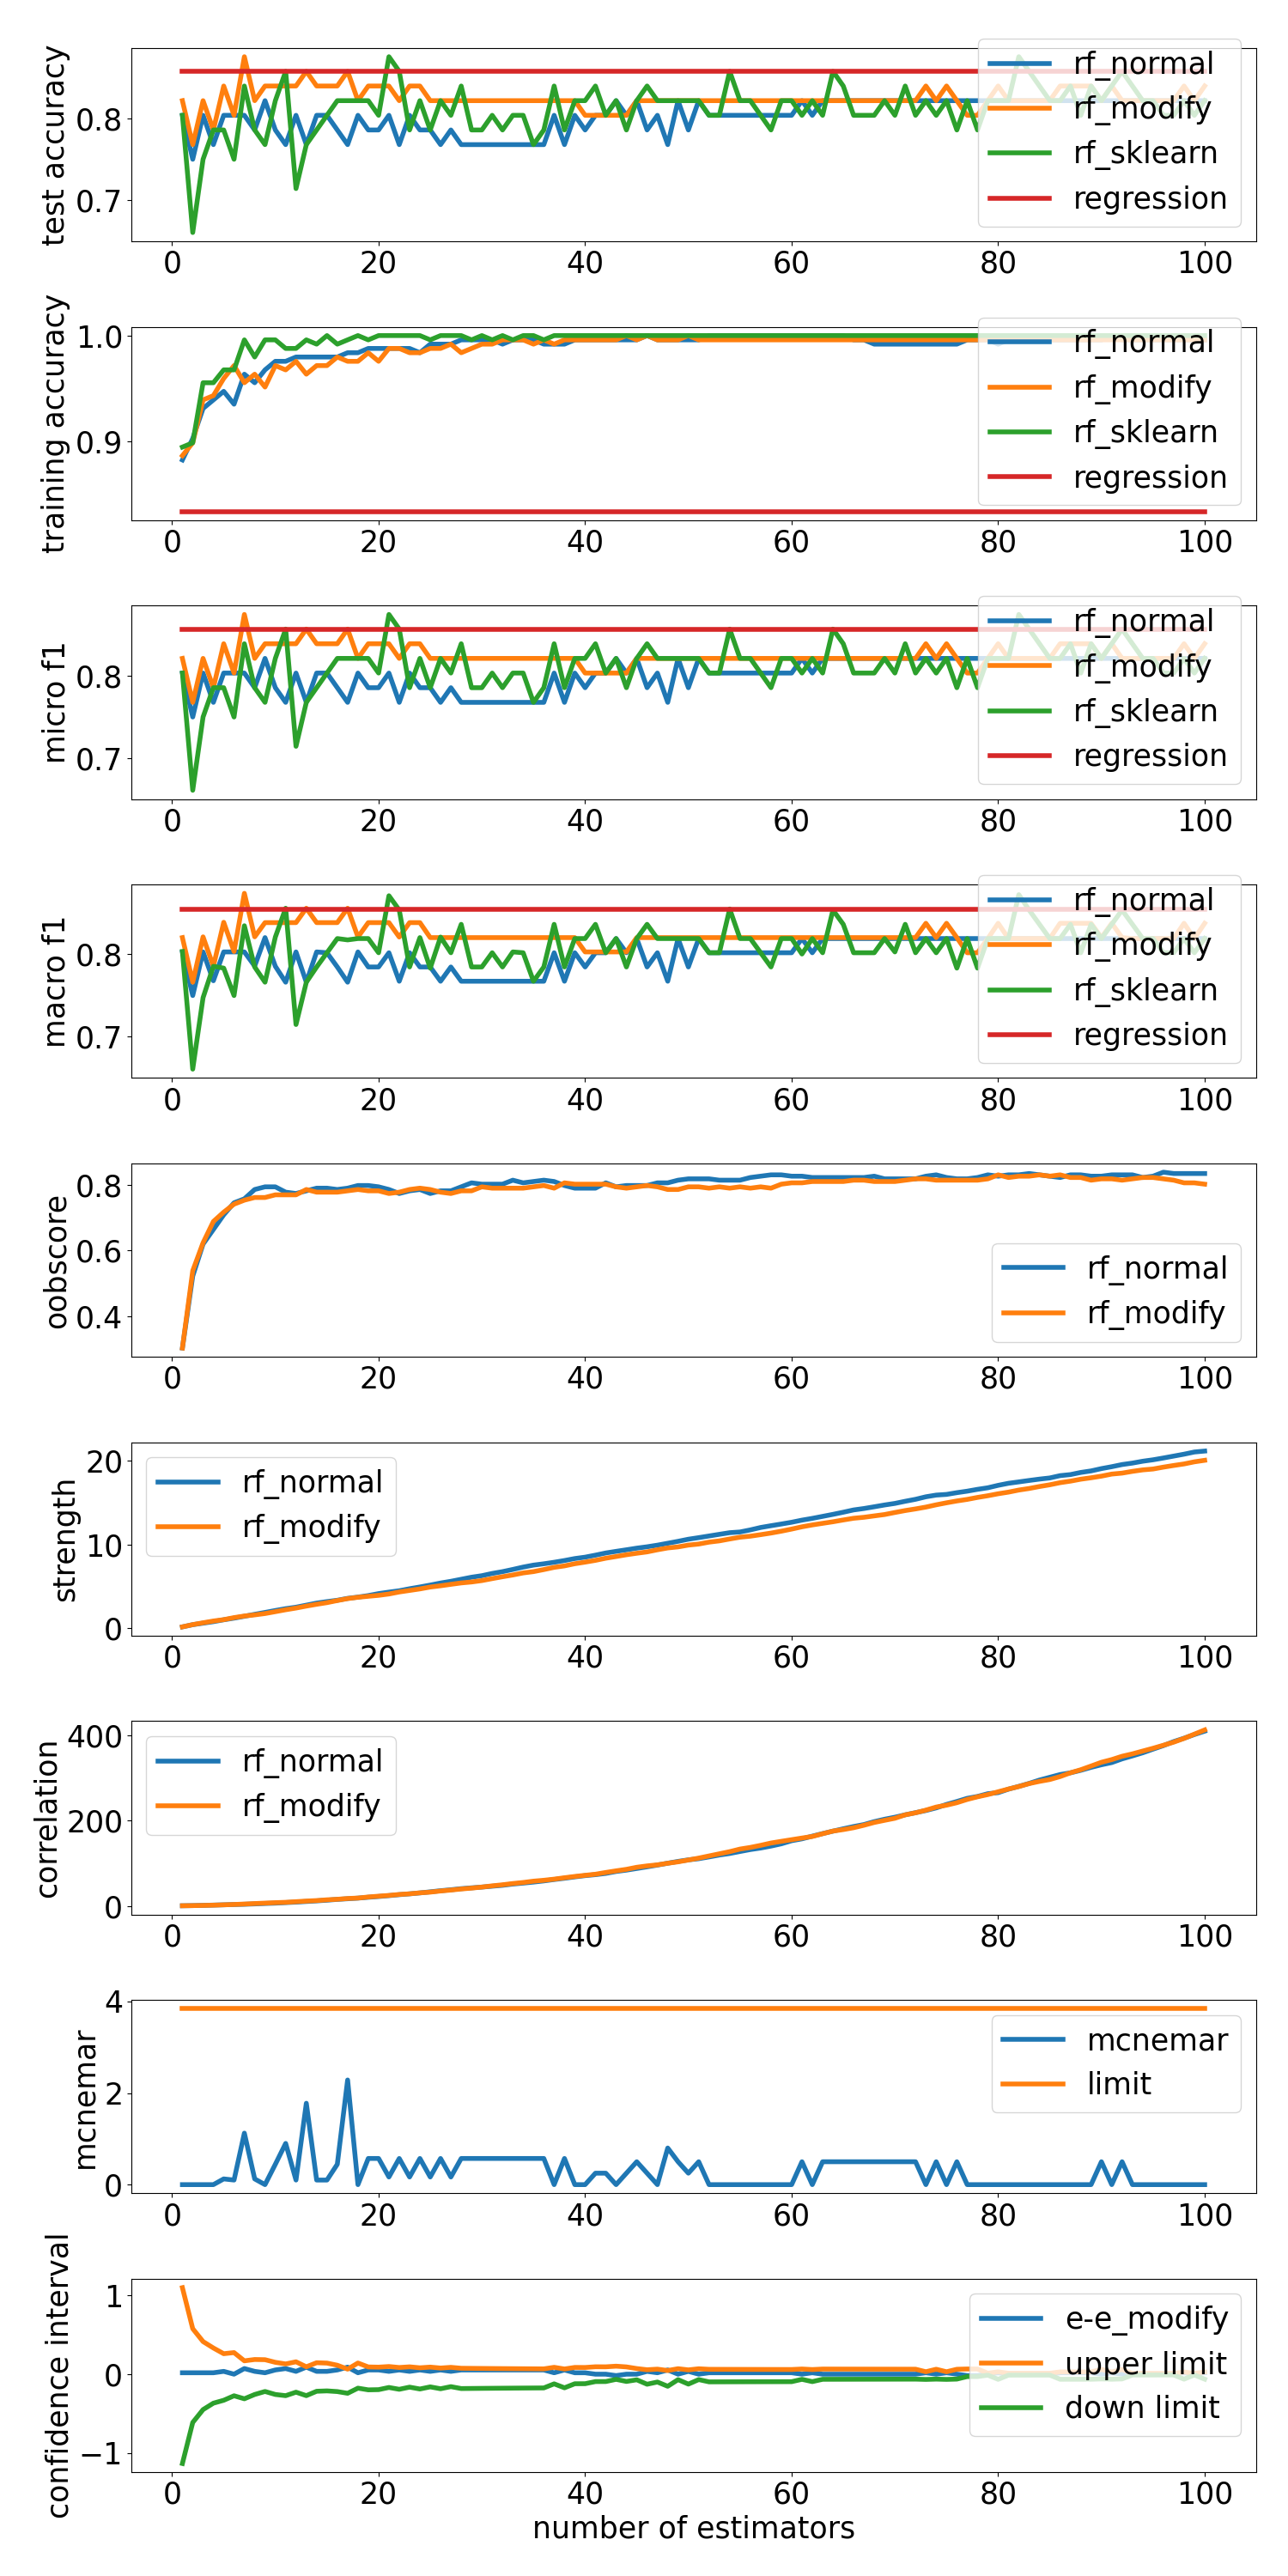 test accuracy
0.8
0.7
0 20 40 60 80 100
rf_normal
rf_modify
rf_sklearn
regression
training accuracy
1.0
0.9
0 20 40 60 80 100
rf_normal
rf_modify
rf_sklearn
regression
micro f1
0.8
0.7
0 20 40 60 80 100
rf_normal
rf_modify
rf_sklearn
regression
macro f1
0.8
0.7
0 20 40 60 80 100
rf_normal
rf_modify
rf_sklearn
regression
oobscore
0.8
0.6
0.4
0 20 40 60 80 100
rf_normal
rf_modify
strength
20
10
0
0 20 40 60 80 100
rf_normal
rf_modify
correlation
400
200
0
0 20 40 60 80 100
rf_normal
rf_modify
mcnemar
4
2
0
0 20 40 60 80 100
mcnemar
limit
confidence interval
1
0
−1
0 20 40 60 80 100
e-e_modify
upper limit
down limit
number of estimators